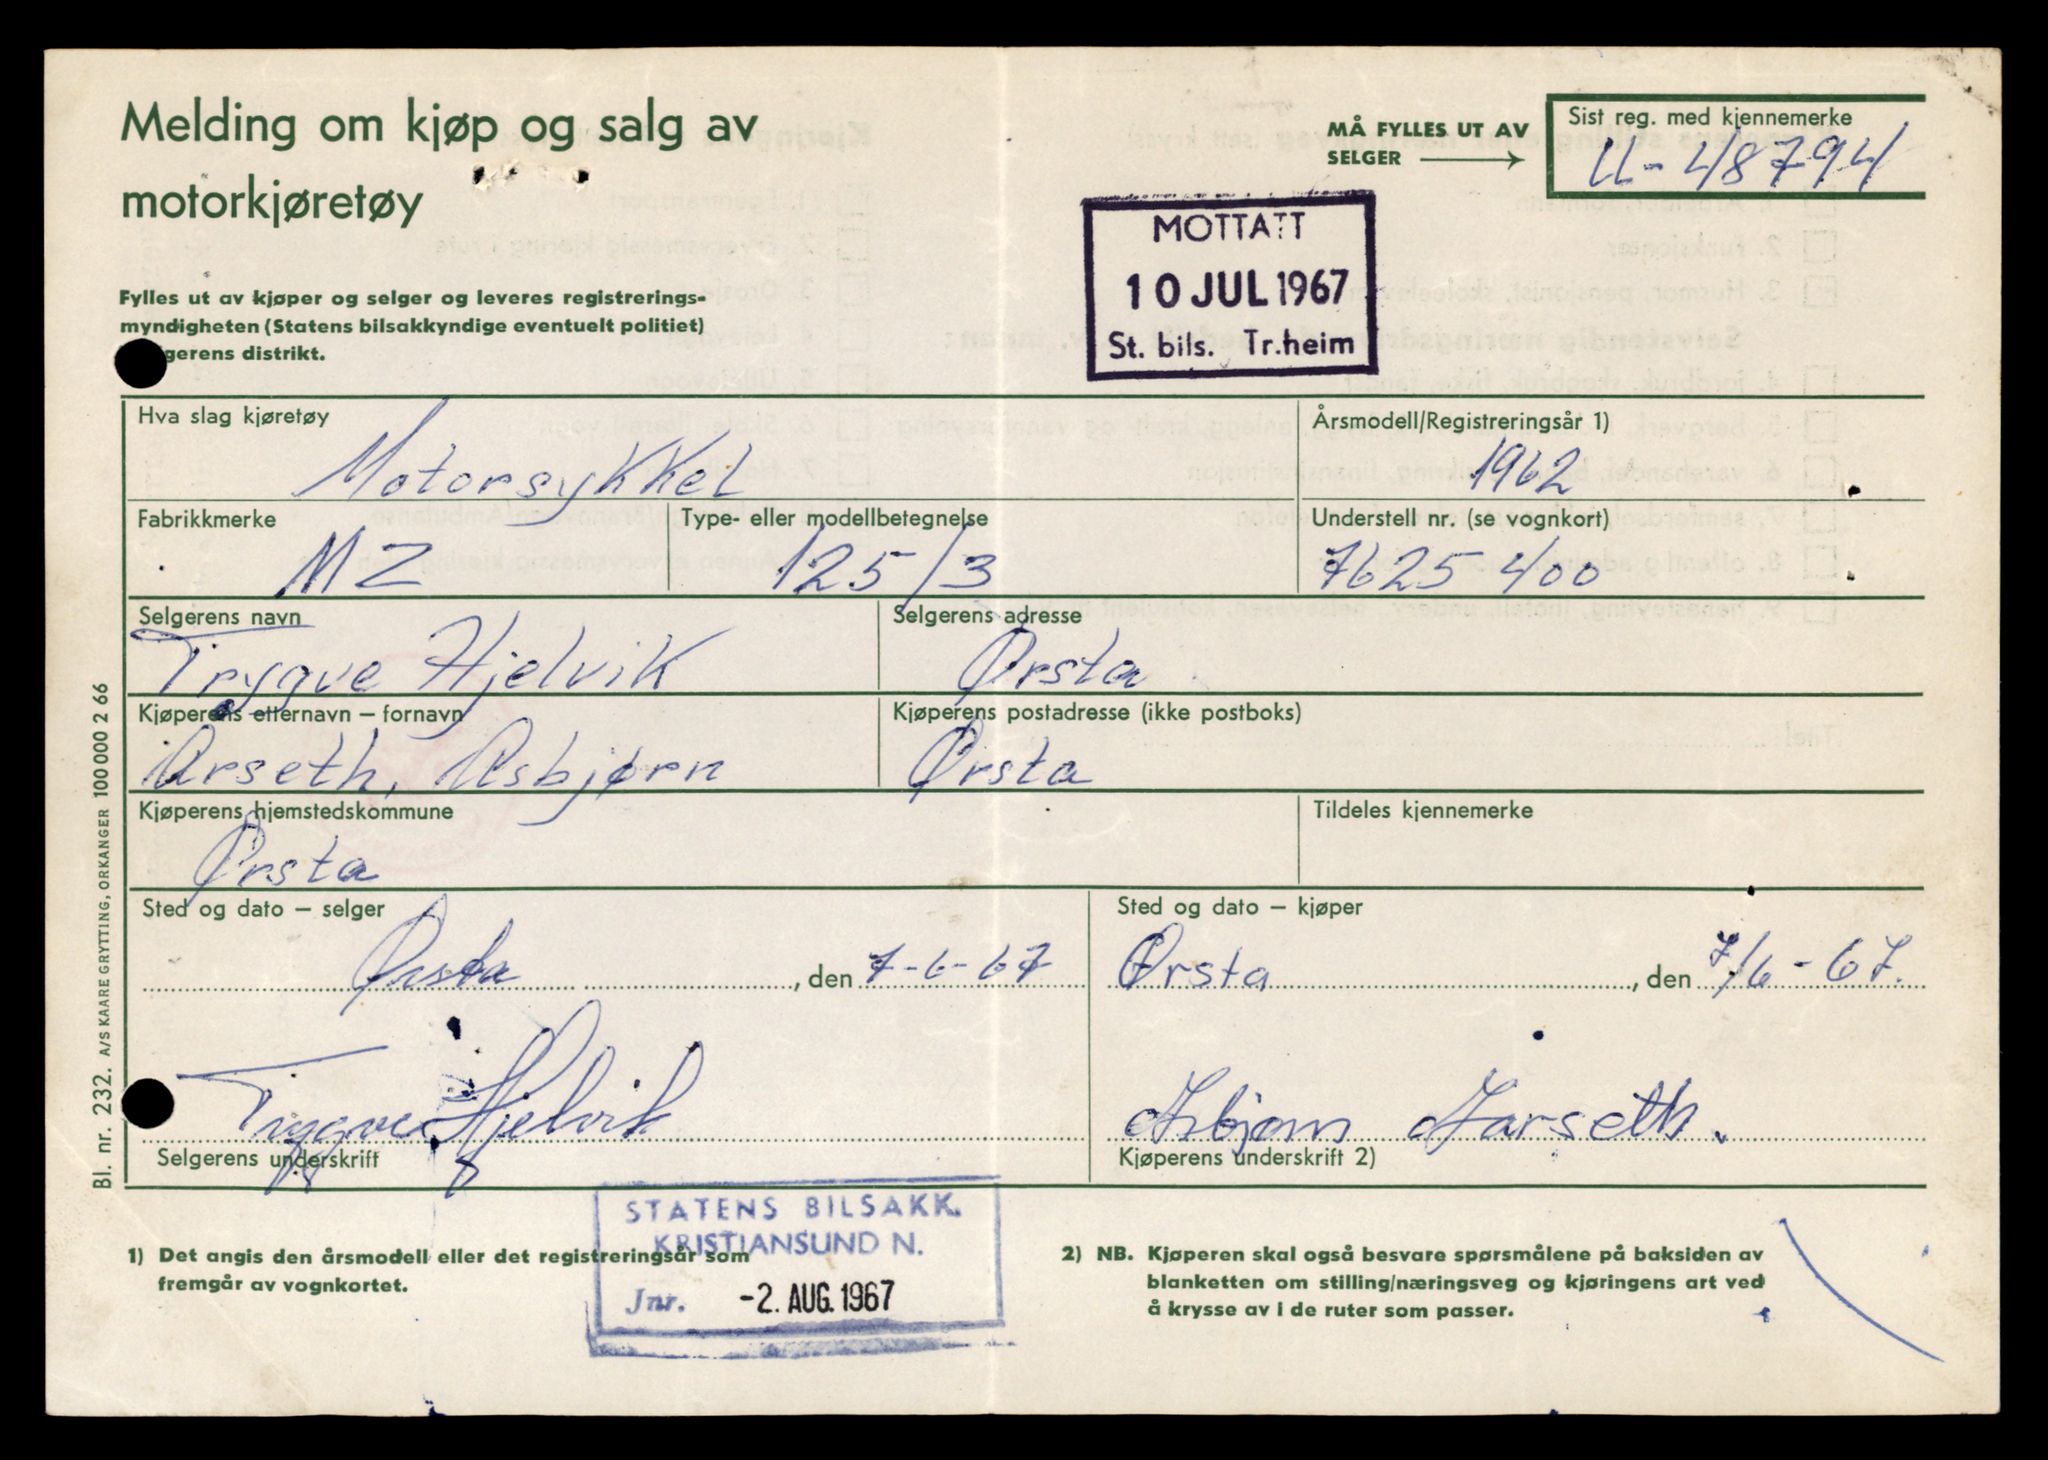 Melding om kjøp og salg av
motorkjøretøy
MÅ FYLLES UT AV
SELGER
Sist reg. med kjennemerke
U-48794
MOTTATT
10 JUL 1967
St. bils. Tr.heim
Fylles ut av kjøper og selger og leveres registrerings-
myndigheten (Statens bilsakkyndige eventuelt politiet)
gerens distrikt.
Hva slag kjøretøy
Motorsykkel
Årsmodell/Registreringsår 1)
1962
Fabrikkmerke
MZ
Type- eller modellbetegnelse
125/3
Understell nr. (se vognkort)
7625400
Selgerens navn
Trygve Hjelvik
Selgerens adresse
Ørsta
Kjøperens etternavn – fornavn
Arseth, Asbjørn
Kjøperens postadresse (ikke postboks)
Ørsta
Kjøperens hjemstedskommune
Ørsta
Tildeles kjennemerke
Sted og dato – selger
Ørsta, den 7-6-67
Sted og dato – kjøper
Ørsta, den 7/6-67.
Trygve Hjelvik
Selgerens underskrift
Asbjørn Aarseth.
Kjøperens underskrift 2)
STATENS BILSAKK.
KRISTIANSUND N.
Jnr. -2. AUG. 1967
1) Det angis den årsmodell eller det registreringsår som
fremgår av vognkortet.
2) NB. Kjøperen skal også besvare spørsmålene på baksiden av
blanketten om stilling/næringsveg og kjøringens art ved
å krysse av i de ruter som passer.
Bl. nr. 232. A/S KAARE GRYTTING, ORKANGER 100 000 2 66